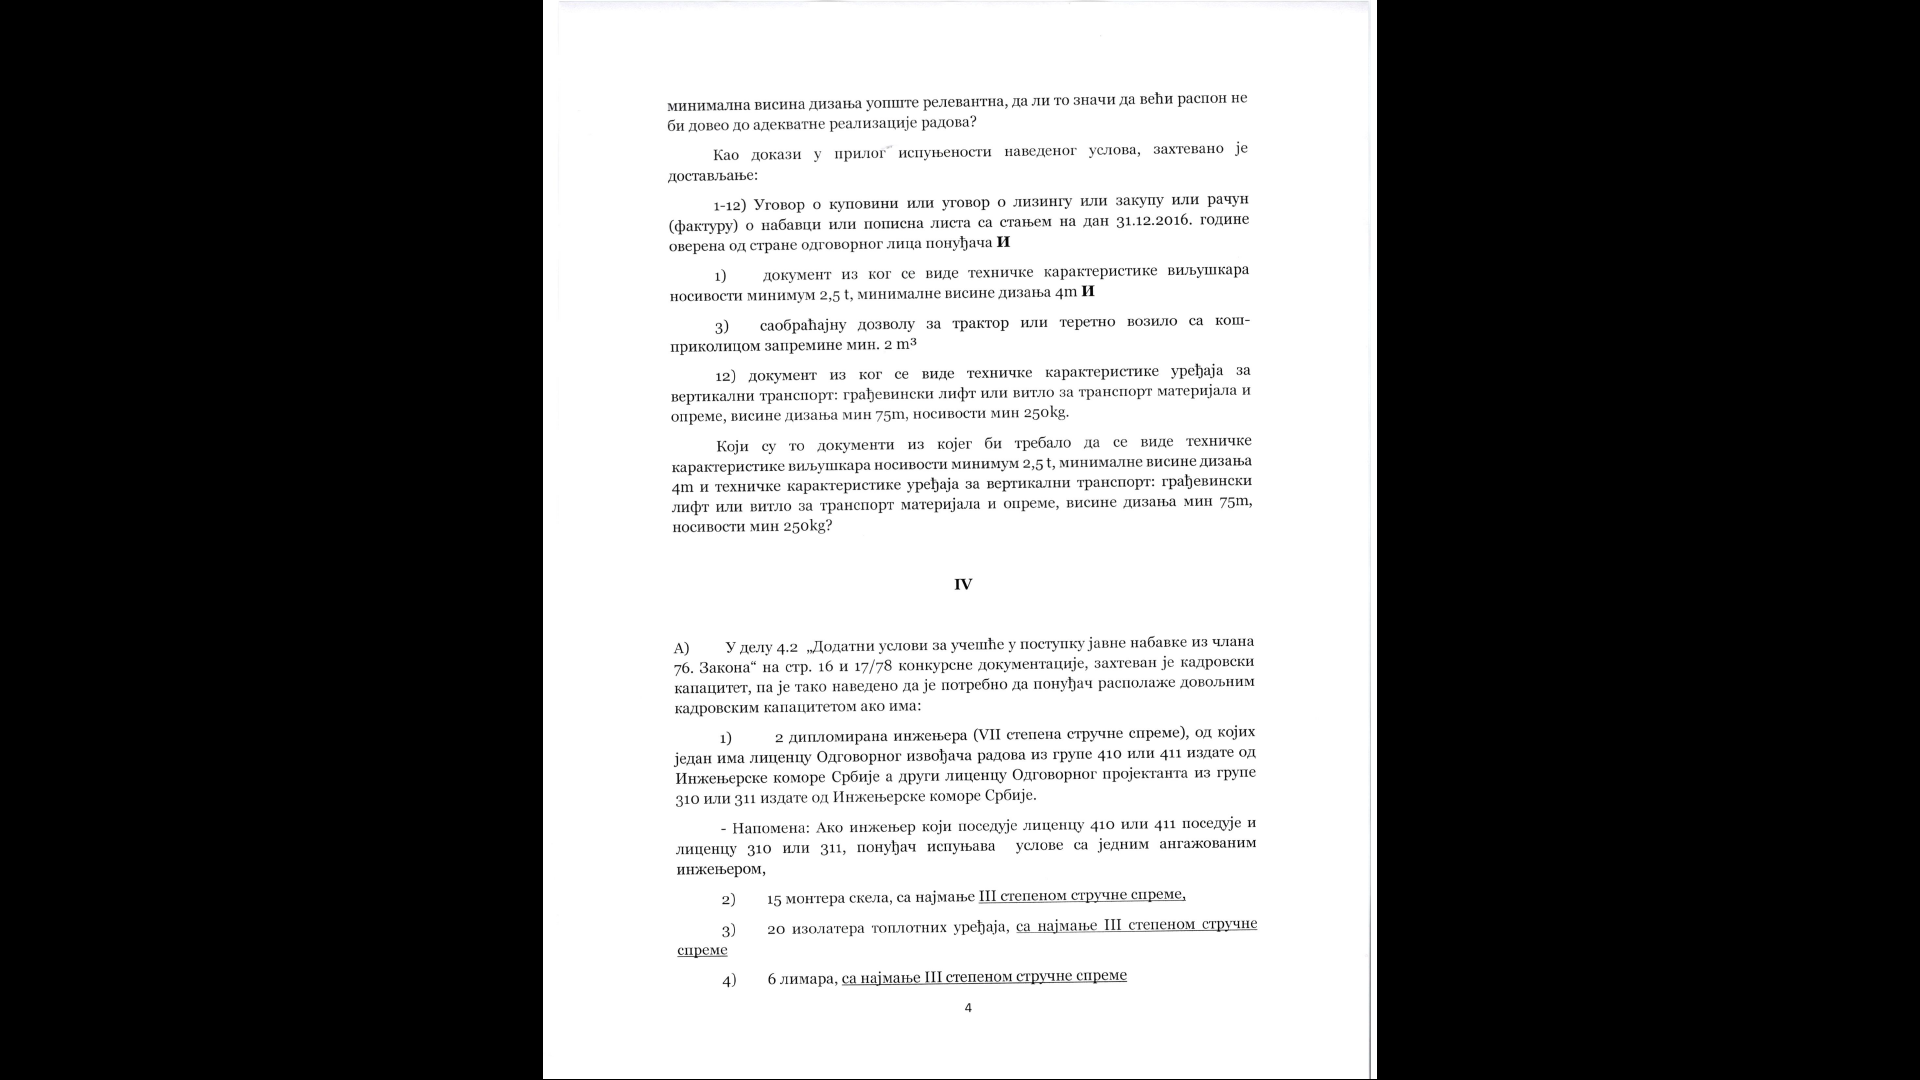 минимална висина дизања уопште релевантна, да ли то значи да већи распон не
би довео до адекватне реализације радова?
Као докази у прилог испуњености наведеног услова, захтевано је
достављање:
1-12) Уговор о куповини или уговор о лизингу или закупу или рачун
(фактуру) о набавци или пописна листа са стањем на дан 31.12.2016. године
оверена од стране одговорног лица понуђача И
1) документ из ког се виде техничке карактеристике виљушкара
носивости минимум 2,5 t, минималне висине дизања 4m И
3) саобраћајну дозволу за трактор или теретно возило са кош-
приколицом запремине мин. 2 m³
12) документ из ког се виде техничке карактеристике уређаја за
вертикални транспорт: грађевински лифт или витло за транспорт материјала и
опреме, висине дизања мин 75m, носивости мин 250kg.
Који су то документи из којег би требало да се виде техничке
карактеристике виљушкара носивости минимум 2,5 t, минималне висине дизања
4m и техничке карактеристике уређаја за вертикални транспорт: грађевински
лифт или витло за транспорт материјала и опреме, висине дизања мин 75m,
носивости мин 250kg?
IV
А) У делу 4.2 „Додатни услови за учешће у поступку јавне набавке из члана
76. Закона“ на стр. 16 и 17/78 конкурсне документације, захтеван је кадровски
капацитет, па је тако наведено да је потребно да понуђач располаже довољним
кадровским капацитетом ако има:
1) 2 дипломирана инжењера (VII степена стручне спреме), од којих
један има лиценцу Одговорног извођача радова из групе 410 или 411 издате од
Инжењерске коморе Србије а други лиценцу Одговорног пројектанта из групе
310 или 311 издате од Инжењерске коморе Србије.
- Напомена: Ако инжењер који поседује лиценцу 410 или 411 поседује и
лиценцу 310 или 311, понуђач испуњава услове са једним ангажованим
инжењером,
2) 15 монтера скела, са најмање III степеном стручне спреме,
3) 20 изолатера топлотних уређаја, са најмање III степеном стручне
спреме
4) 6 лимара, са најмање III степеном стручне спреме
4